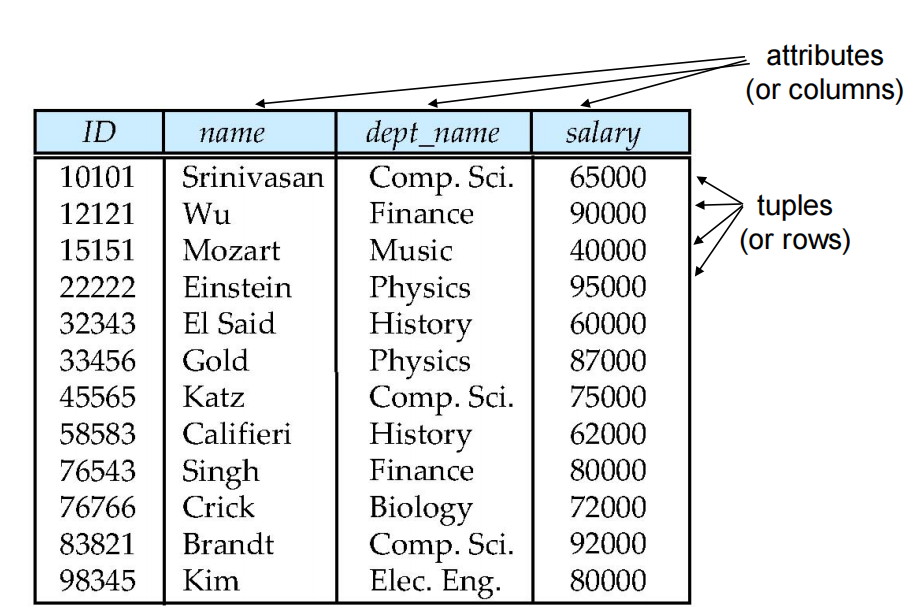 attributes
(or columns)
ID name dept_name salary
10101 Srinivasan Comp. Sci. 65000
12121 Wu Finance 90000
15151 Mozart Music 40000
22222 Einstein Physics 95000
32343 El Said History 60000
33456 Gold Physics 87000
45565 Katz Comp. Sci. 75000
58583 Califieri History 62000
76543 Singh Finance 80000
76766 Crick Biology 72000
83821 Brandt Comp. Sci. 92000
98345 Kim Elec. Eng. 80000
tuples
(or rows)